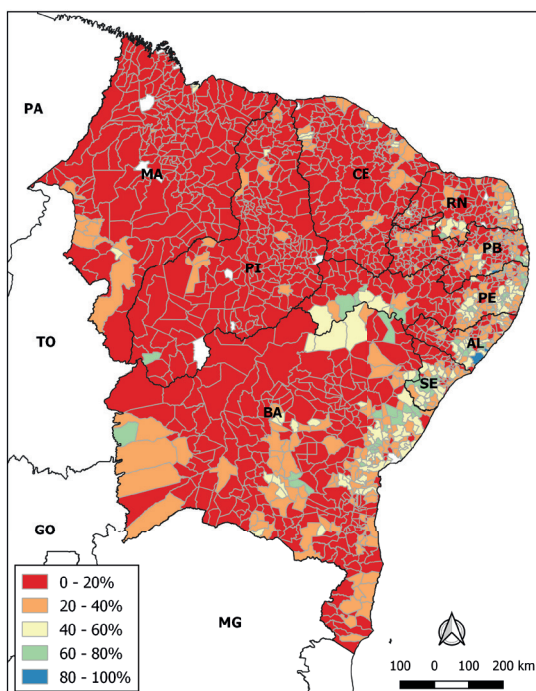 PA
MA
CE
RN
PB
PI
PE
AL
TO
SE
BA
GO
MG
0 - 20%
20 - 40%
40 - 60%
60 - 80%
80 - 100%
100 0 100 200 km